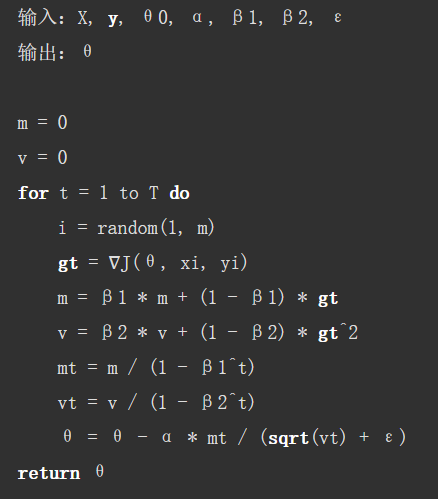 输入：X, y, θ0, α, β1, β2, ε
输出：θ
m = 0
v = 0
for t = 1 to T do
i = random(1, m)
gt = ∇J(θ, xi, yi)
m = β1 * m + (1 - β1) * gt
v = β2 * v + (1 - β2) * gt^2
mt = m / (1 - β1^t)
vt = v / (1 - β2^t)
θ = θ - α * mt / (sqrt(vt) + ε)
return θ